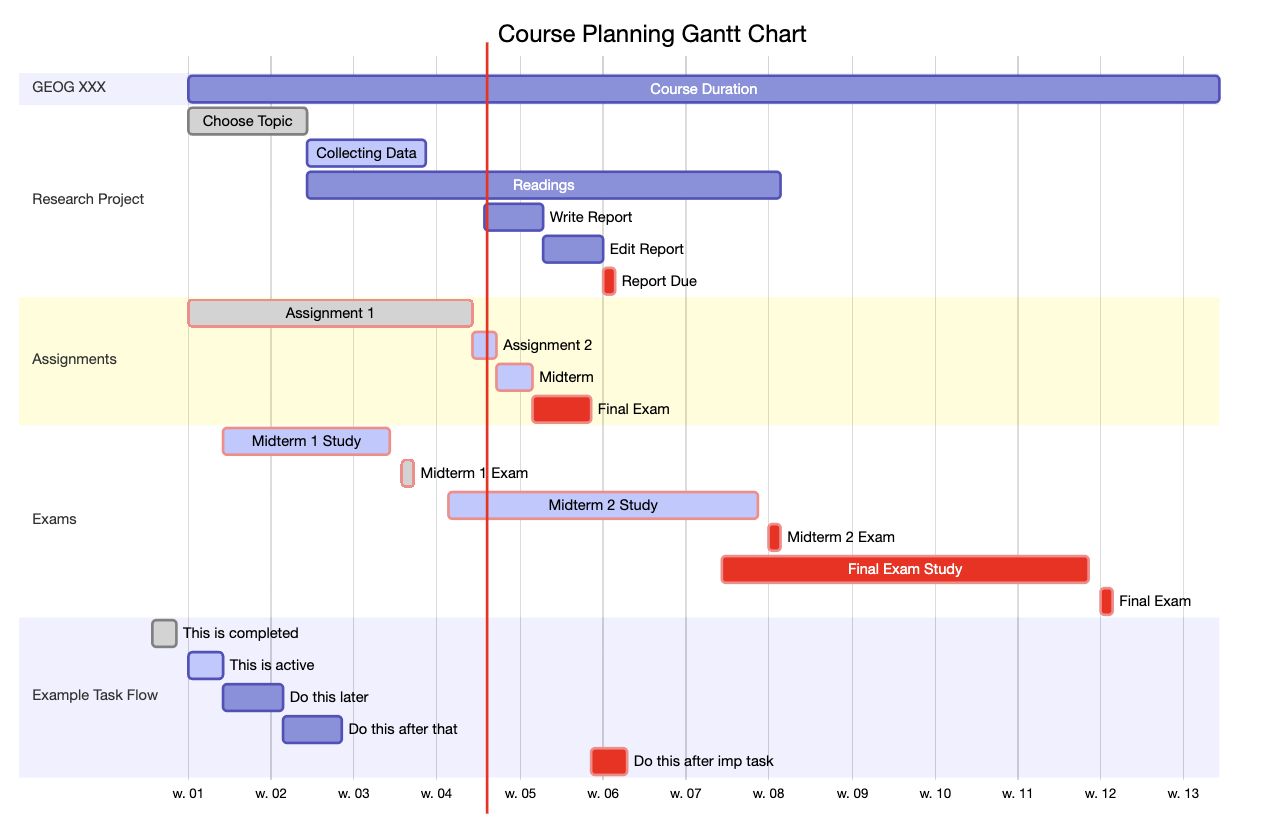 Course Planning Gantt Chart
GEOG XXX
Course Duration
Choose Topic
Collecting Data
Readings
Research Project
Write Report
Edit Report
Report Due
Assignment 1
Assignment 2
Assignments
Midterm
Final Exam
Midterm 1 Study
Midterm 1 Exam
Midterm 2 Study
Exams
Midterm 2 Exam
Final Exam Study
Final Exam
This is completed
This is active
Example Task Flow
Do this later
Do this after that
Do this after imp task
w. 01 w. 02 w. 03 w. 04 w. 05 w. 06 w. 07 w. 08 w. 09 w. 10 w. 11 w. 12 w. 13